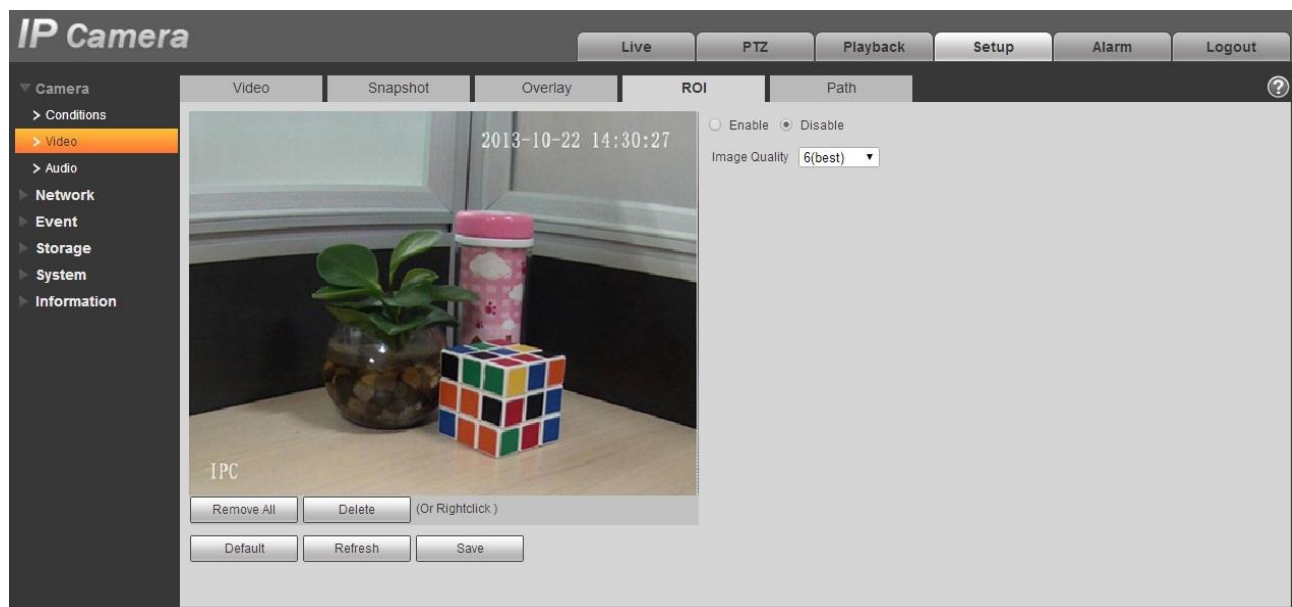 IP Camera
Live PTZ Playback Setup Alarm Logout
Camera
Video Snapshot Overlay ROI Path ?
> Conditions
> Video
> Audio
Network
Event
Storage
System
Information
2013-10-22 14:30:27
IPC
Enable Disable
Image Quality 6(best)
Remove All Delete (Or Rightclick )
Default Refresh Save